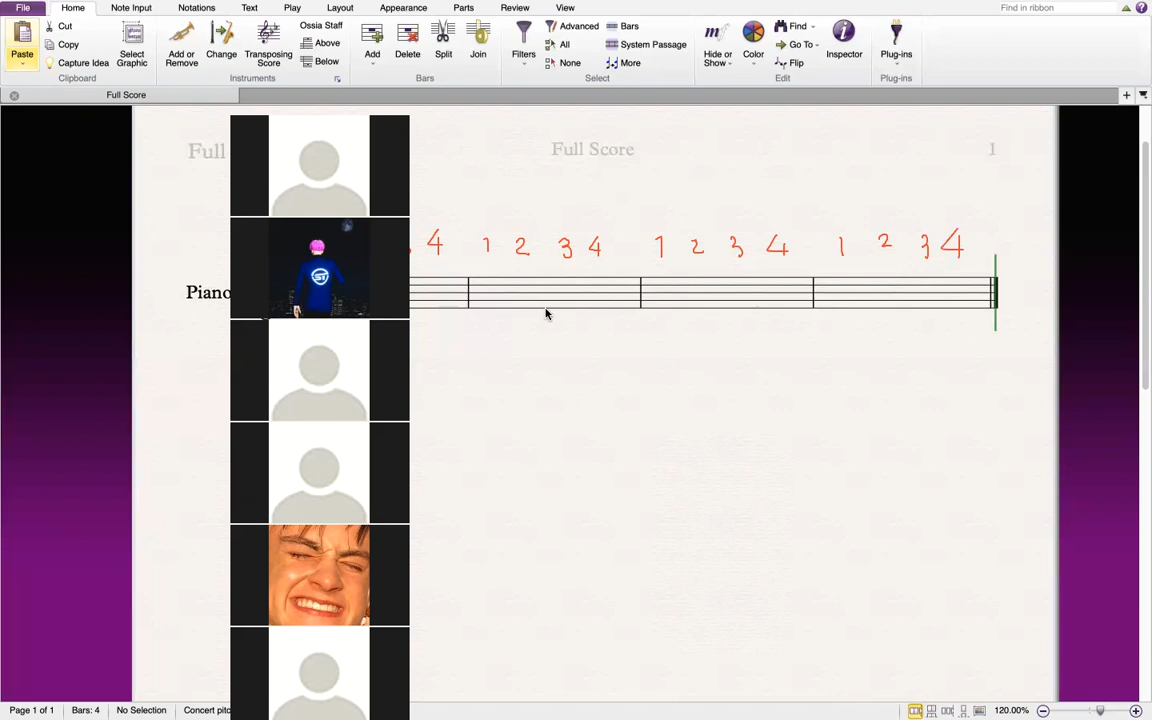 File Home Note Input Notations Text Play Layout Appearance Parts Review View Find in ribbon
Paste
Cut
Copy
Capture Idea
Select Graphic
Clipboard
Add or Remove
Change
Transposing Score
Ossia Staff
Above
Below
Instruments
Add
Delete
Split
Join
Bars
Filters
Advanced
All
None
Bars
System Passage
More
Select
Hide or Show
Color
Find
Go To
Flip
Inspector
Edit
Plug-ins
Plug-ins
Full Score
Full Full Score 1
4 1 2 3 4 1 2 3 4 1 2 3 4
Piano
ST
Page 1 of 1 Bars: 4 No Selection Concert pitc 120.00%